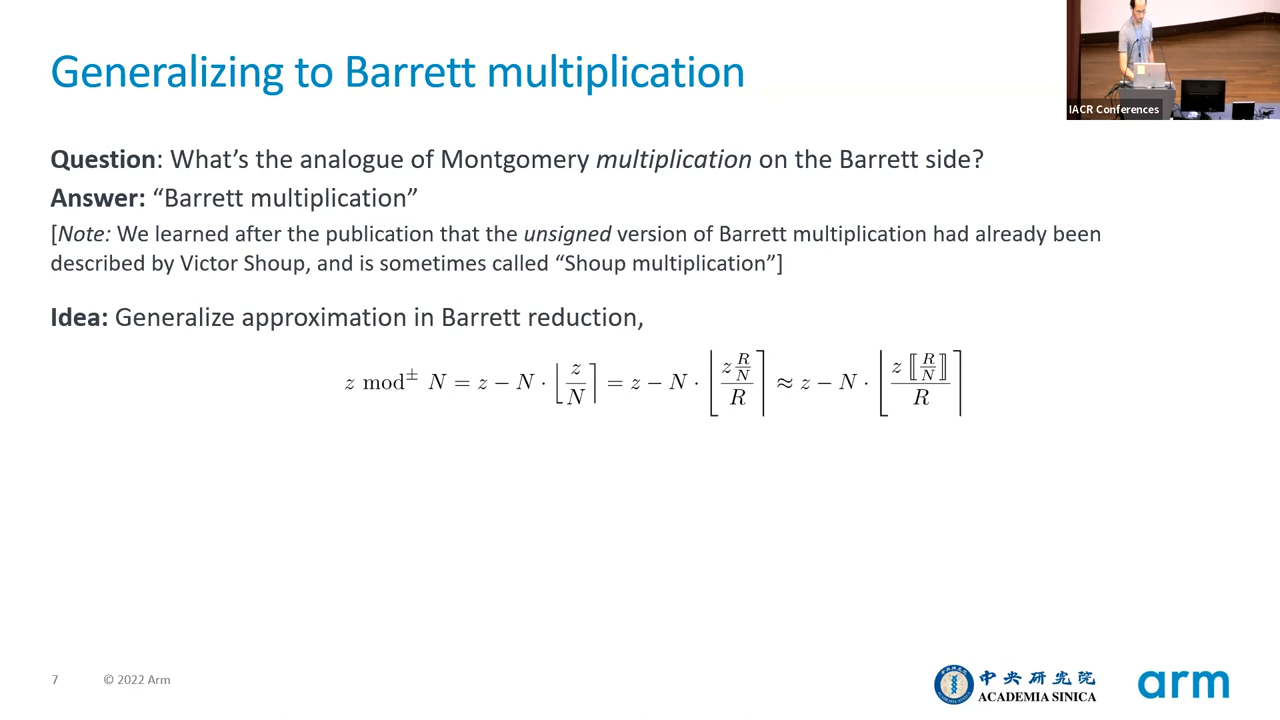 Generalizing to Barrett multiplication
IACR Conferences
Question: What’s the analogue of Montgomery multiplication on the Barrett side?
Answer: “Barrett multiplication”
[Note: We learned after the publication that the unsigned version of Barrett multiplication had already been
described by Victor Shoup, and is sometimes called “Shoup multiplication”]
Idea: Generalize approximation in Barrett reduction,
z mod± N = z − N · ⌊z/N⌉ = z − N · ⌊(z R/N)/R⌉ ≈ z − N · ⌊(z ⟦R/N⟧)/R⌉
7 © 2022 Arm
中央研究院
ACADEMIA SINICA
arm